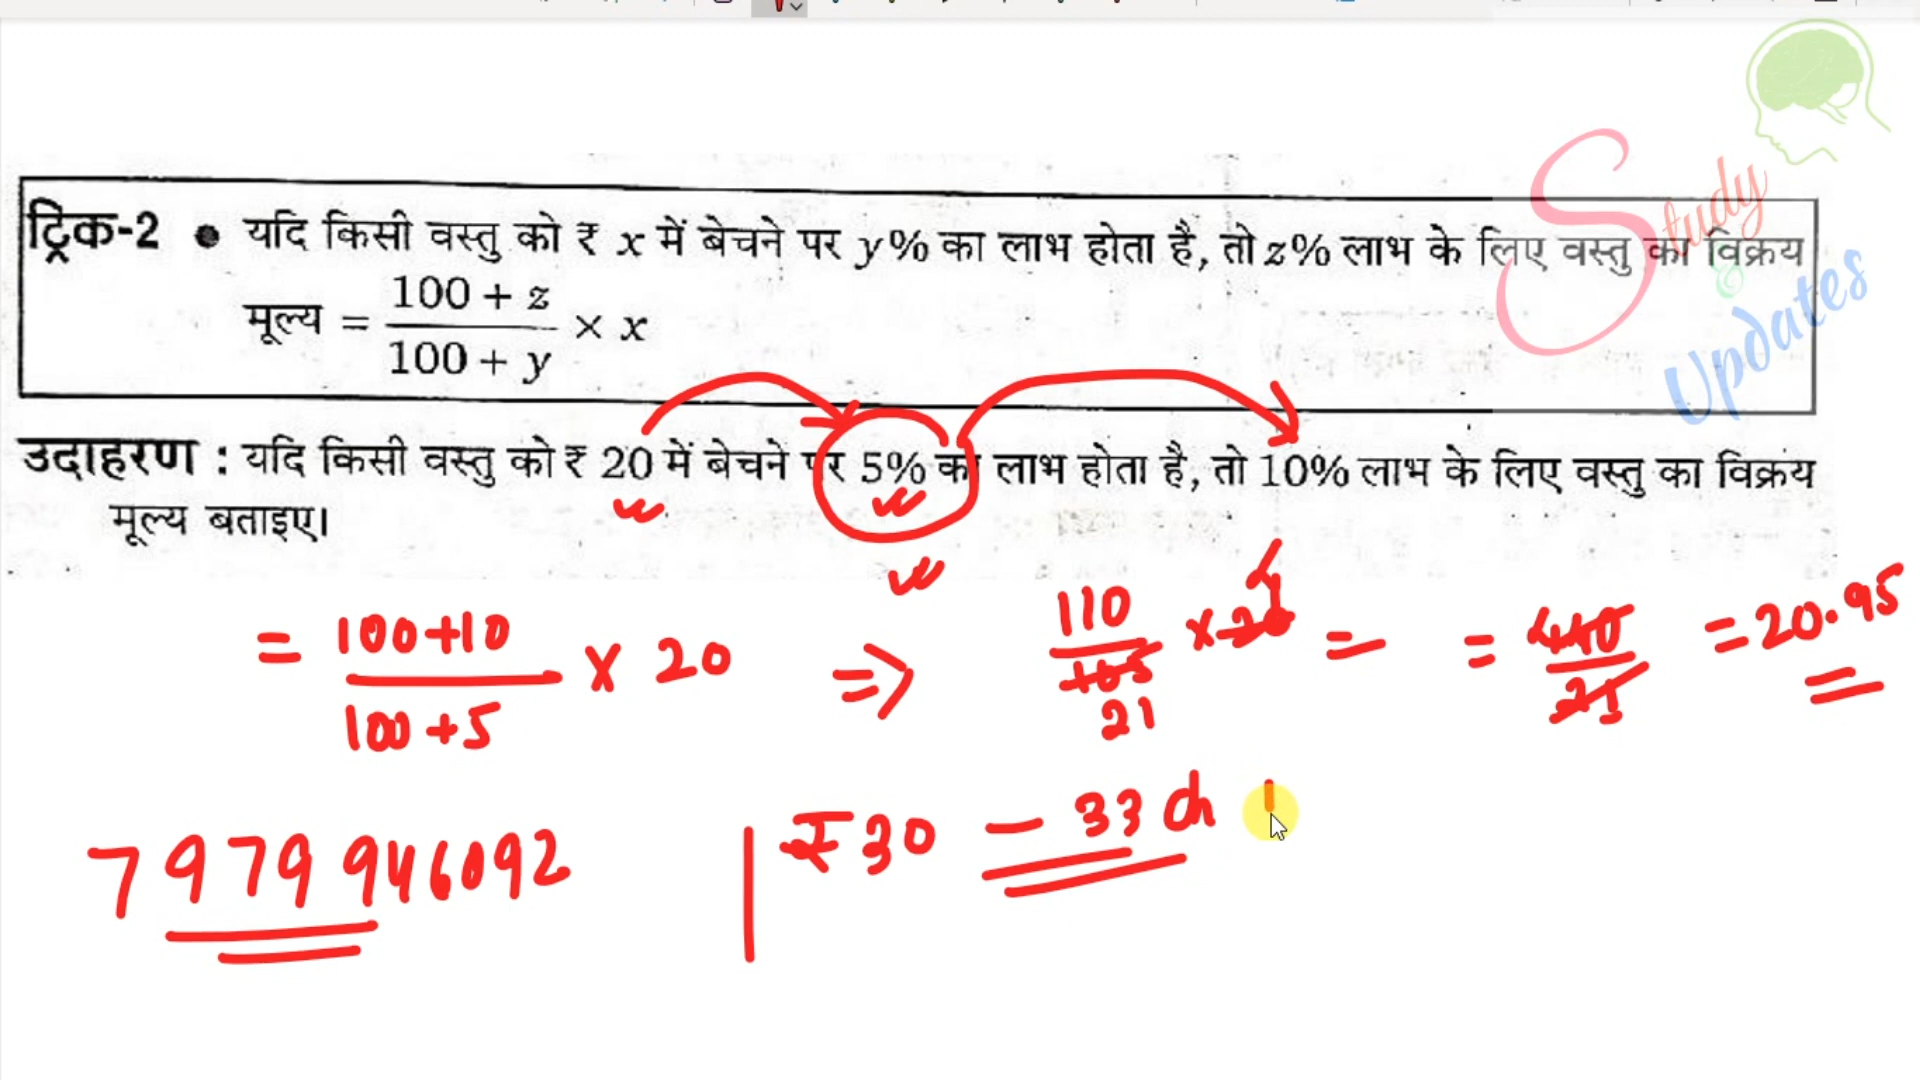 ट्रिक-2 ● यदि किसी वस्तु को ₹ x में बेचने पर y% का लाभ होता है, तो z% लाभ के लिए वस्तु का विक्रय
मूल्य = (100 + z)/(100 + y) × x
उदाहरण : यदि किसी वस्तु को ₹ 20 में बेचने पर 5% का लाभ होता है, तो 10% लाभ के लिए वस्तु का विक्रय
मूल्य बताइए।
= (100+10)/(100+5) × 20 ⇒ 110/105 21 ×20 4 = = 440/21 = 20.95
7979946092 | ₹30 – 33 ch
Study
&
Updates